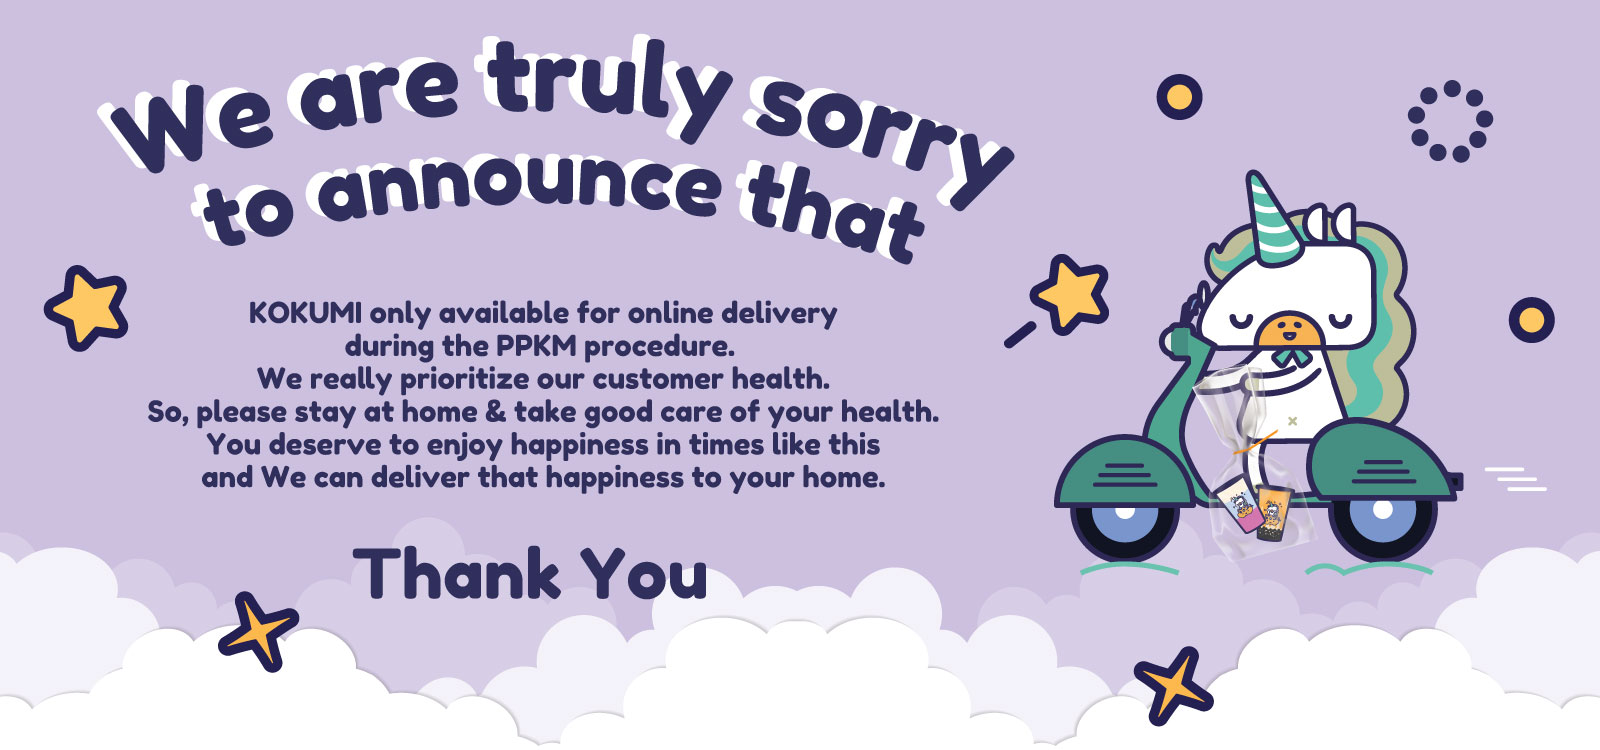 We are truly sorry
to announce that
KOKUMI only available for online delivery
during the PPKM procedure.
We really prioritize our customer health.
So, please stay at home & take good care of your health.
You deserve to enjoy happiness in times like this
and We can deliver that happiness to your home.
Thank You